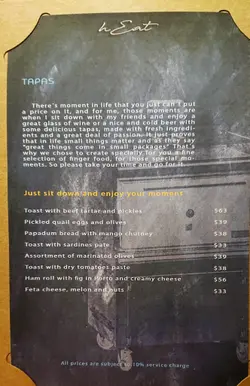 hEat
TAPAS
There's moment in life that you just can't put
a price on it, and for me, those moments are
when I sit down with my friends and enjoy a
great glass of wine or nice and cold beer with
some delicious tapas, made with fresh ingredi-
ents and a great deal of passion. It just proves
that in life small things matter and as they say
"great things come in small packages" That's
why we chose to create specially for you a fine
selection of finger food, for those special mo-
ments. So please take your time and go for it.
Just sit down and enjoy your moment
Toast with beef tartar and pickles $63
Pickled quail eggs and olives $39
Papadum bread with mango chutney $38
Toast with sardines pate $33
Assortment of marinated olives $39
Toast with dry tomatoes paste $38
Ham roll with fig in Porto and creamy cheese $56
Feta cheese, melon and nuts $33
All prices are subject to 10% service charge